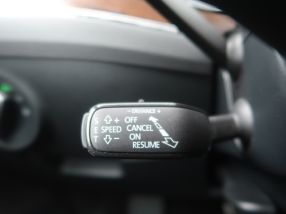 - DISTANCE +
S + OFF
E SPEED CANCEL
T - ON
RESUME